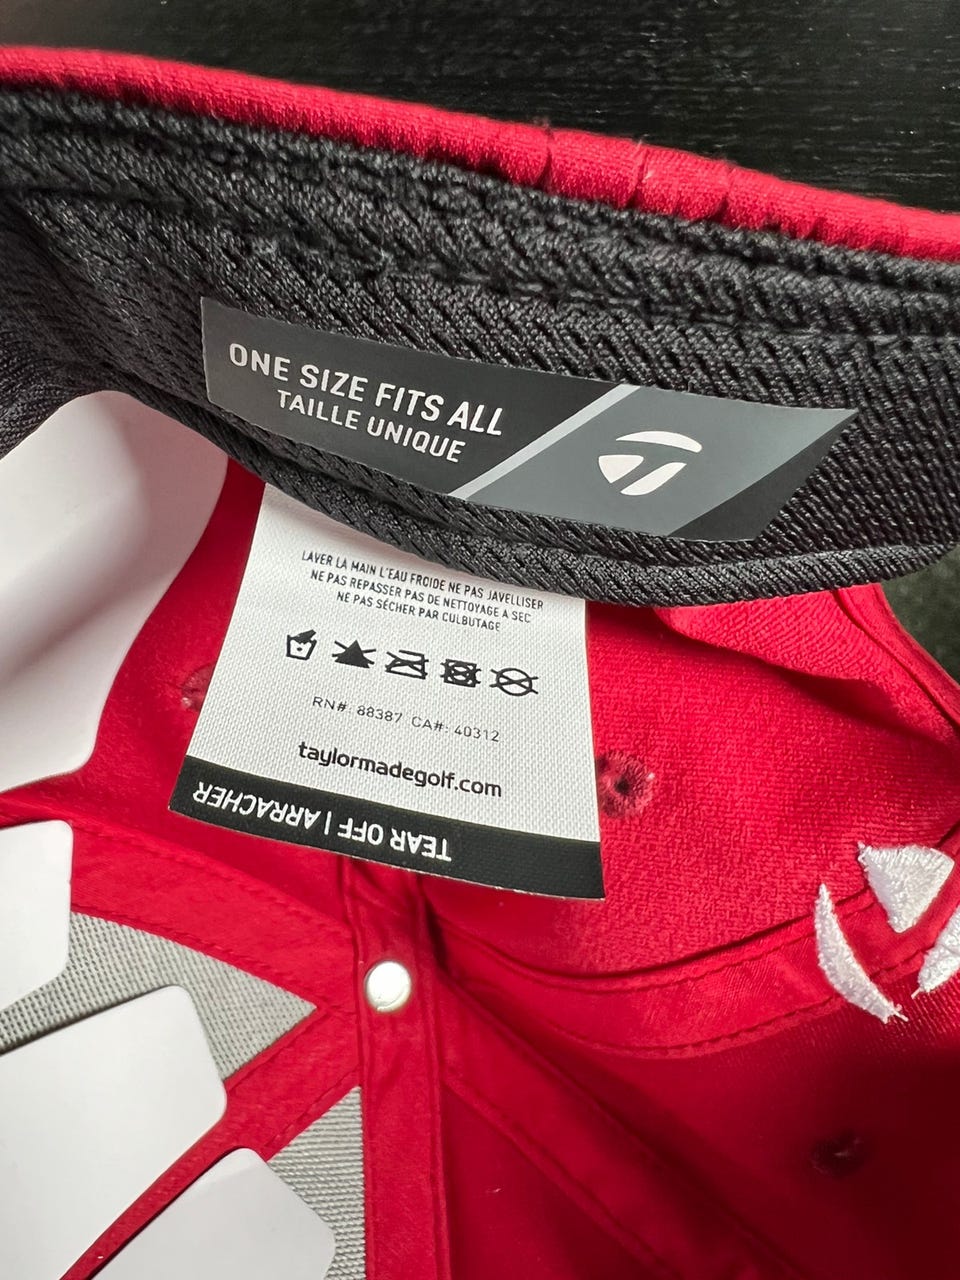 ONE SIZE FITS ALL
TAILLE UNIQUE
LAVER LA MAIN L'EAU FROIDE NE PAS JAVELLISER
NE PAS REPASSER PAS DE NETTOYAGE A SEC
NE PAS SÉCHER PAR CULBUTAGE
RN#: 88387 CA#: 40312
taylormadegolf.com
TEAR OFF | ARRACHER